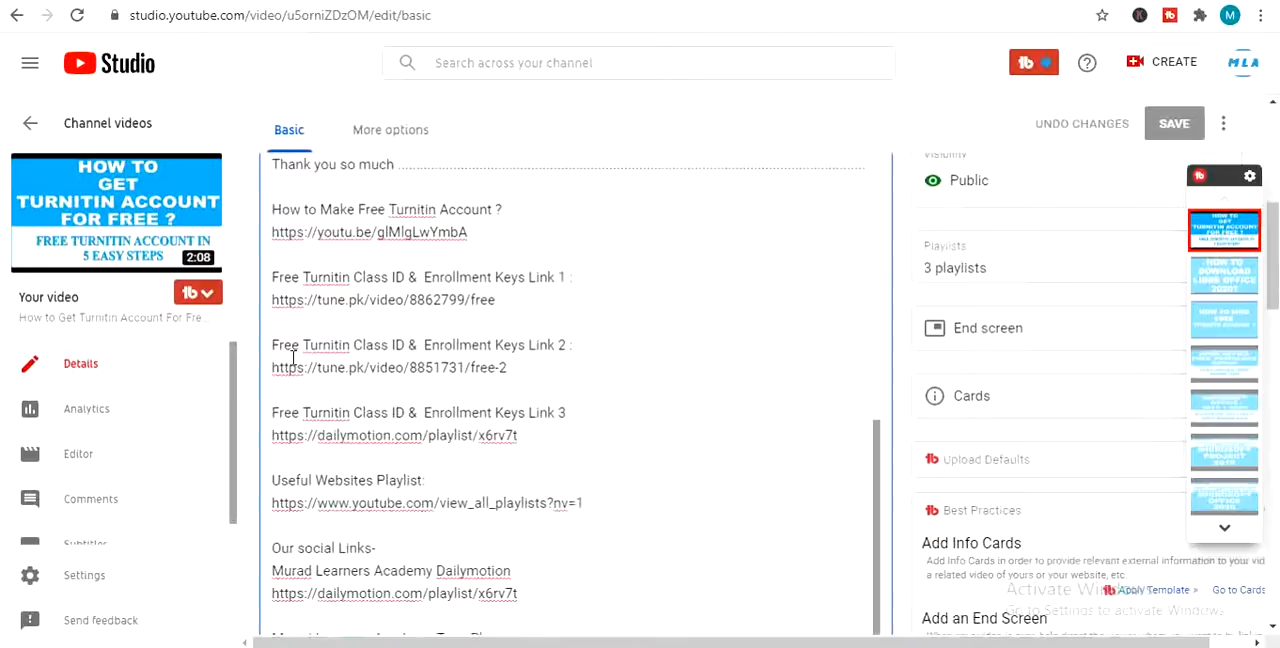 studio.youtube.com/video/u5orniZDzOM/edit/basic
K
M
Studio
Search across your channel
CREATE
MLA
Channel videos
Basic
More options
UNDO CHANGES
SAVE
HOW TO
GET
TURNITIN ACCOUNT
FOR FREE ?
FREE TURNITIN ACCOUNT IN
5 EASY STEPS
2:08
Your video
How to Get Turnitin Account For Fre
Details
Analytics
Editor
Comments
Subtitles
Settings
Send feedback
Thank you so much
How to Make Free Turnitin Account ?
https://youtu.be/glMlgLwYmbA
Free Turnitin Class ID & Enrollment Keys Link 1 :
https://tune.pk/video/8862799/free
Free Turnitin Class ID & Enrollment Keys Link 2 :
https://tune.pk/video/8851731/free-2
Free Turnitin Class ID & Enrollment Keys Link 3
https://dailymotion.com/playlist/x6rv7t
Useful Websites Playlist:
https://www.youtube.com/view_all_playlists?nv=1
Our social Links-
Murad Learners Academy Dailymotion
https://dailymotion.com/playlist/x6rv7t
Visibility
Public
Playlists
3 playlists
End screen
Cards
Upload Defaults
Best Practices
Add Info Cards
Add Info Cards in order to provide relevant external information to your vid
a related video of yours or your website, etc.
Apply Template »
Go to Cards
Add an End Screen
Activate Windows
Go to Settings to activate Windows.